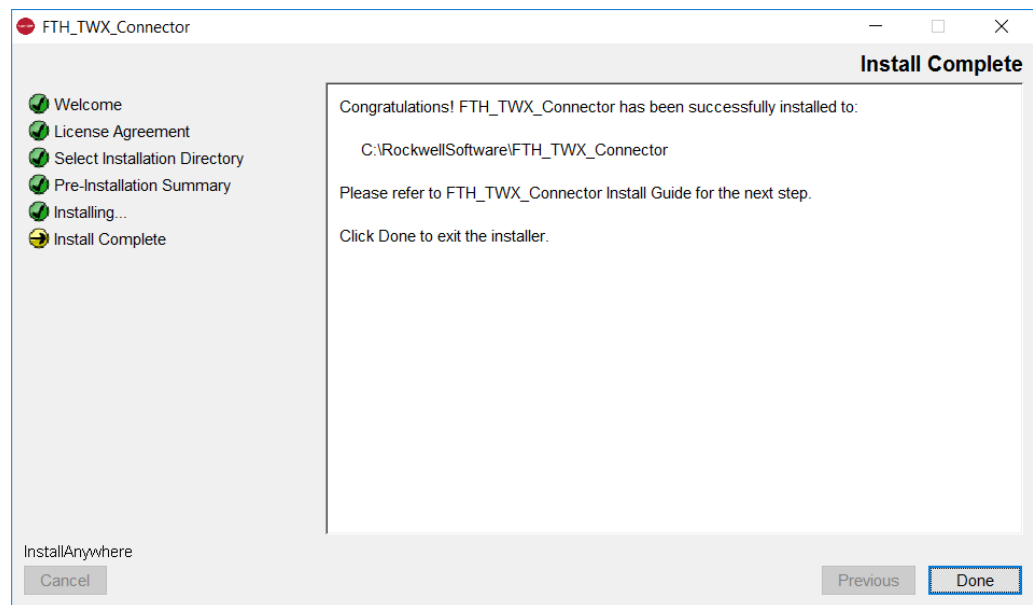 FTH_TWX_Connector
Install Complete
Welcome
License Agreement
Select Installation Directory
Pre-Installation Summary
Installing...
Install Complete
Congratulations! FTH_TWX_Connector has been successfully installed to:
C:\RockwellSoftware\FTH_TWX_Connector
Please refer to FTH_TWX_Connector Install Guide for the next step.
Click Done to exit the installer.
InstallAnywhere
Cancel
Previous
Done